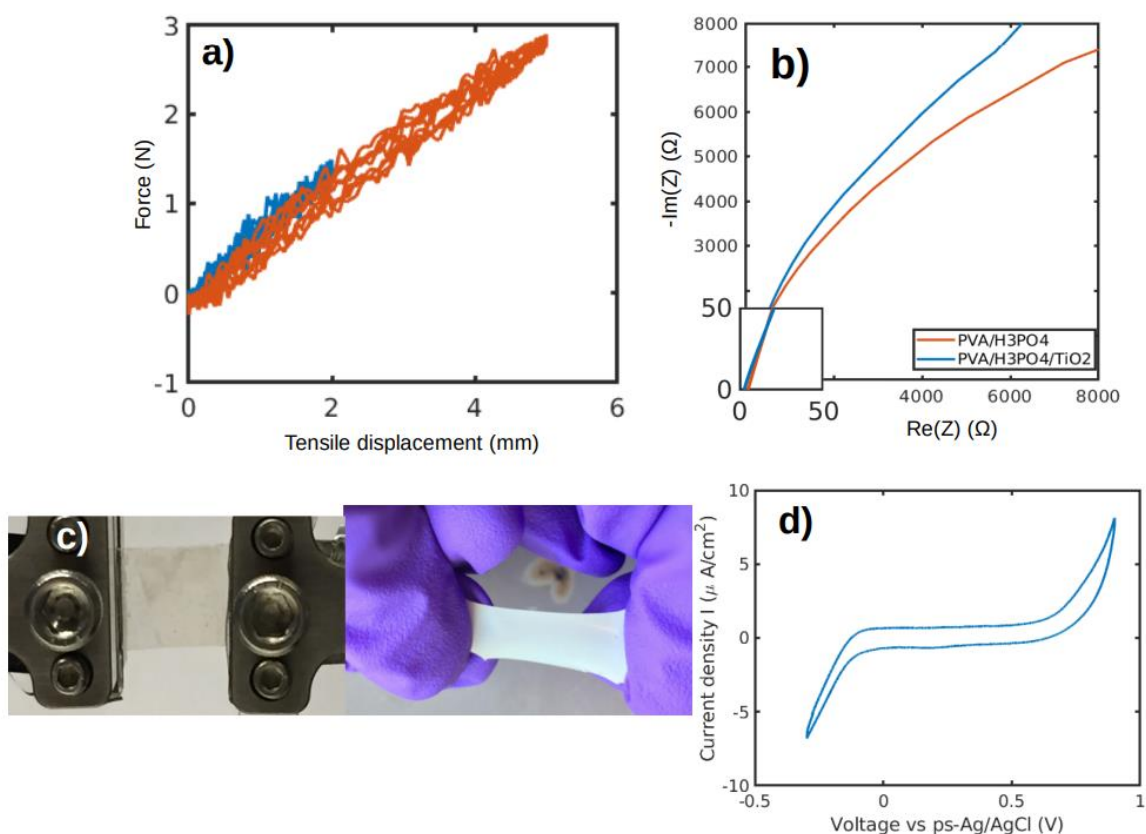 a)
3
2
1
0
-1
Force (N)
0
2
4
6
Tensile displacement (mm)
b)
8000
7000
6000
5000
4000
3000
50
0
-Im(Z) (Ω)
PVA/H3PO4
PVA/H3PO4/TiO2
0
50
4000
6000
8000
Re(Z) (Ω)
c)
d)
10
5
0
-5
-10
Current density I (μ A/cm²)
-0.5
0
0.5
1
Voltage vs ps-Ag/AgCl (V)